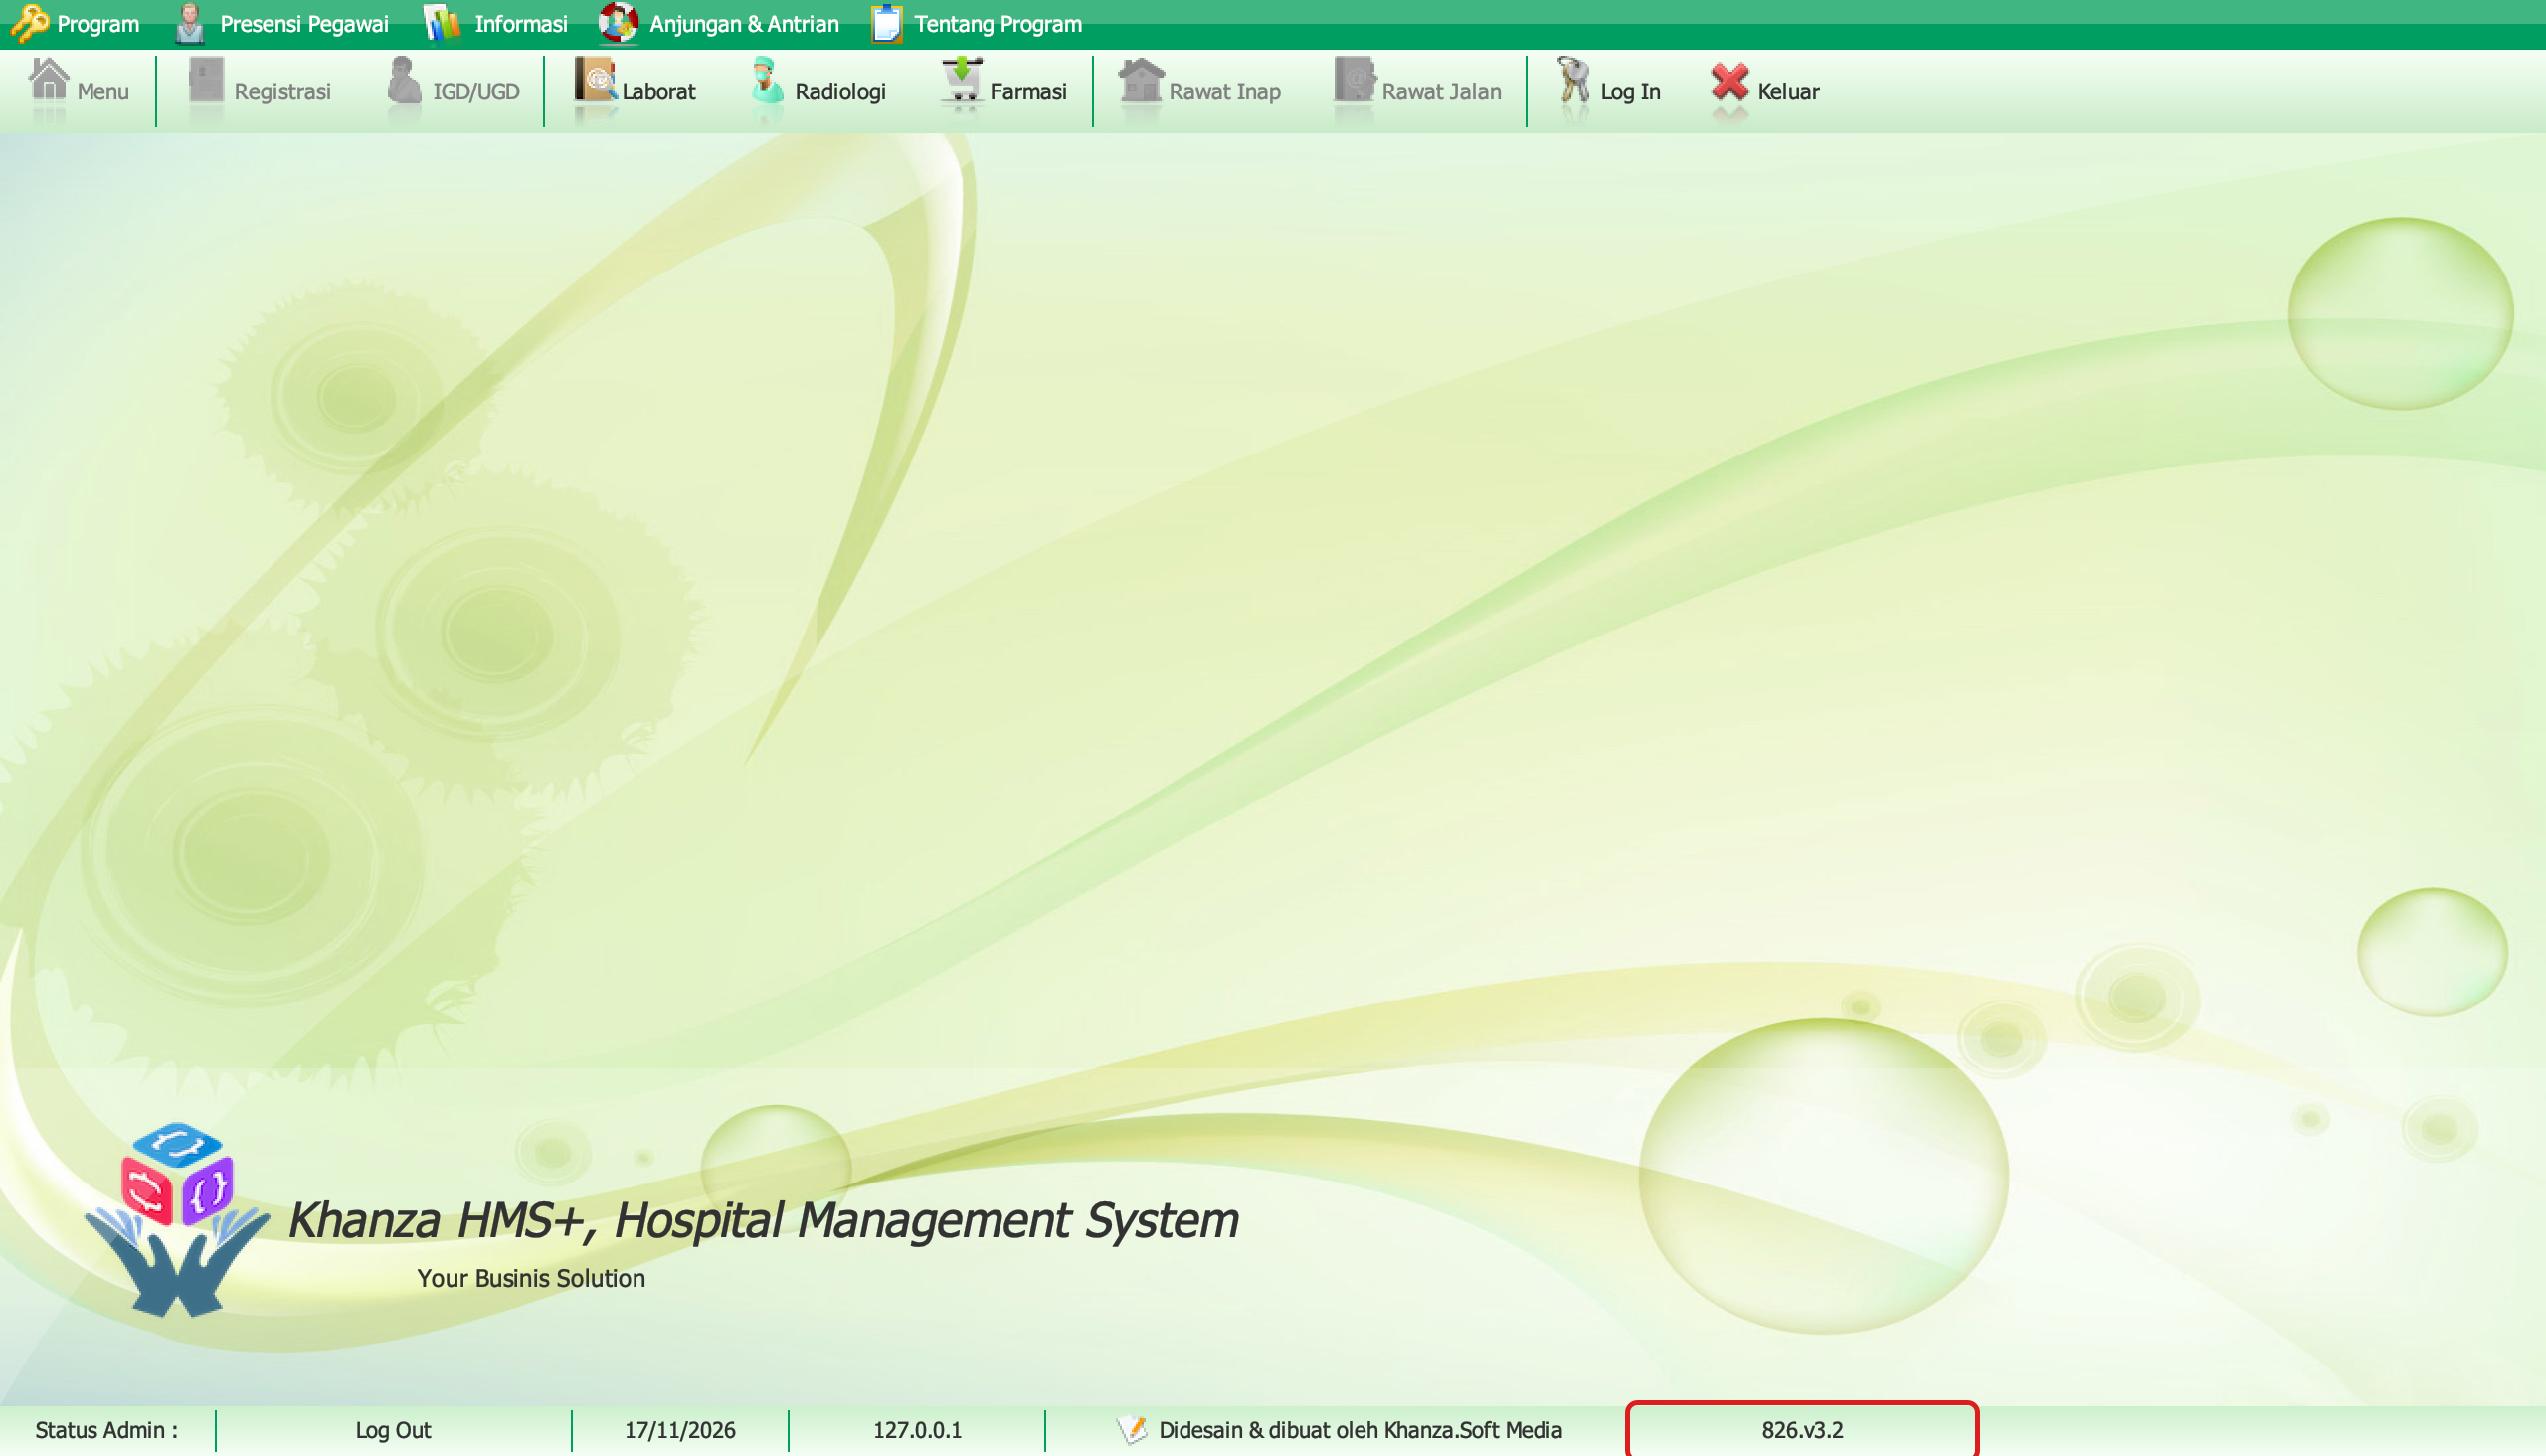 Program Presensi Pegawai Informasi Anjungan & Antrian Tentang Program
Menu Registrasi IGD/UGD Laborat Radiologi Farmasi Rawat Inap Rawat Jalan Log In Keluar
Khanza HMS+, Hospital Management System
Your Businis Solution
Status Admin : Log Out 17/11/2026 127.0.0.1 Didesain & dibuat oleh Khanza.Soft Media 826.v3.2